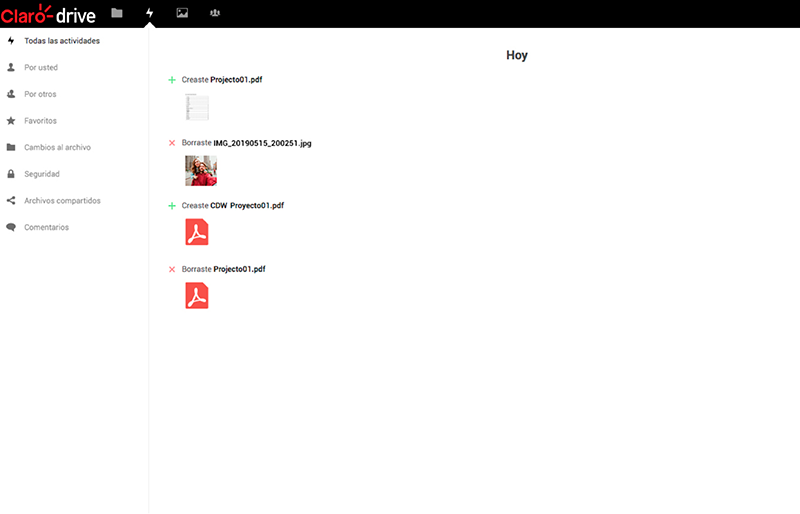 Claro-drive
Todas las actividades
Por usted
Por otros
Favoritos
Cambios al archivo
Seguridad
Archivos compartidos
Comentarios
Hoy
Creaste Projecto01.pdf
Borraste IMG_20190515_200251.jpg
Creaste CDW Proyecto01.pdf
Borraste Projecto01.pdf